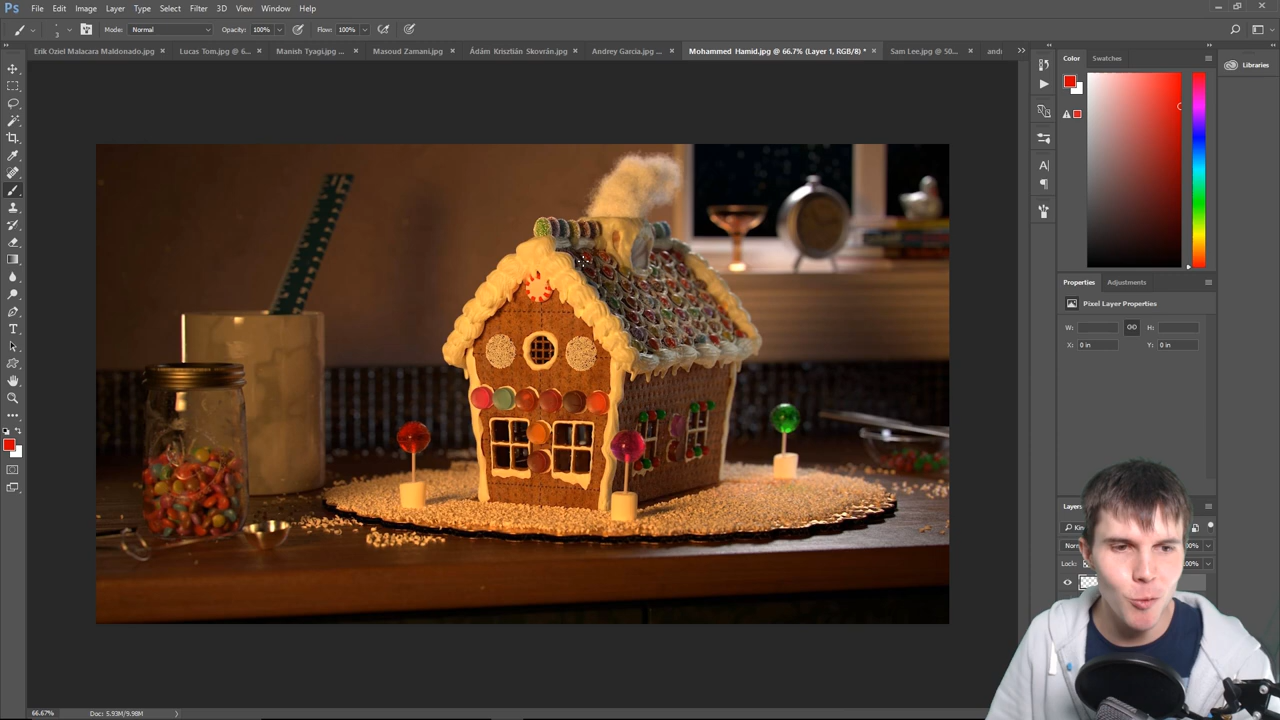 Ps File Edit Image Layer Type Select Filter 3D View Window Help
Mode: Normal Opacity: 100% Flow: 100%
Erik Oziel Malacara Maldonado.jpg × Lucas Tom.jpg @ 6... × Manish Tyagi.jpg ... × Masoud Zamani.jpg × Ádám Krisztián Skovrán.jpg × Andrey Garcia.jpg ... × Mohammed Hamid.jpg @ 66.7% (Layer 1, RGB/8) * × Sam Lee.jpg @ 50... ×
Color Swatches
Libraries
Properties Adjustments
Pixel Layer Properties
W: H:
X: 0 in Y: 0 in
Layers
Lock:
66.67% Doc: 5.93M/9.98M